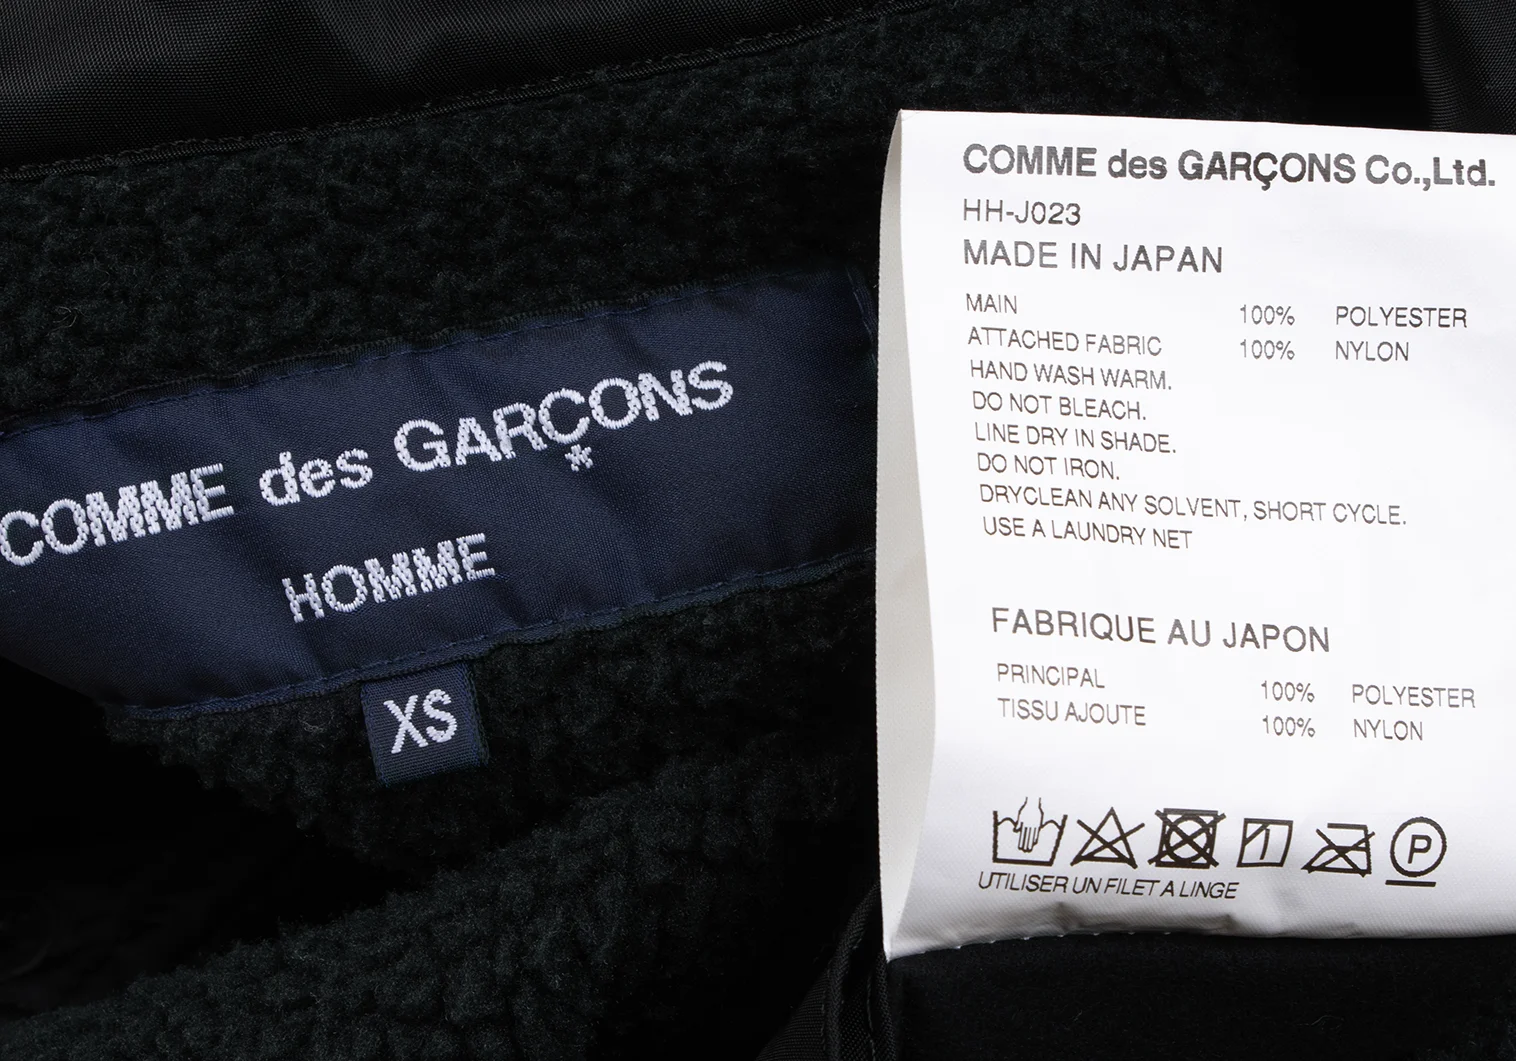 COMME des GARÇONS
*
HOMME
XS
COMME des GARÇONS Co.,Ltd.
HH-J023
MADE IN JAPAN
MAIN 100% POLYESTER
ATTACHED FABRIC 100% NYLON
HAND WASH WARM.
DO NOT BLEACH.
LINE DRY IN SHADE.
DO NOT IRON.
DRYCLEAN ANY SOLVENT, SHORT CYCLE.
USE A LAUNDRY NET
FABRIQUE AU JAPON
PRINCIPAL 100% POLYESTER
TISSU AJOUTE 100% NYLON
P
UTILISER UN FILET A LINGE